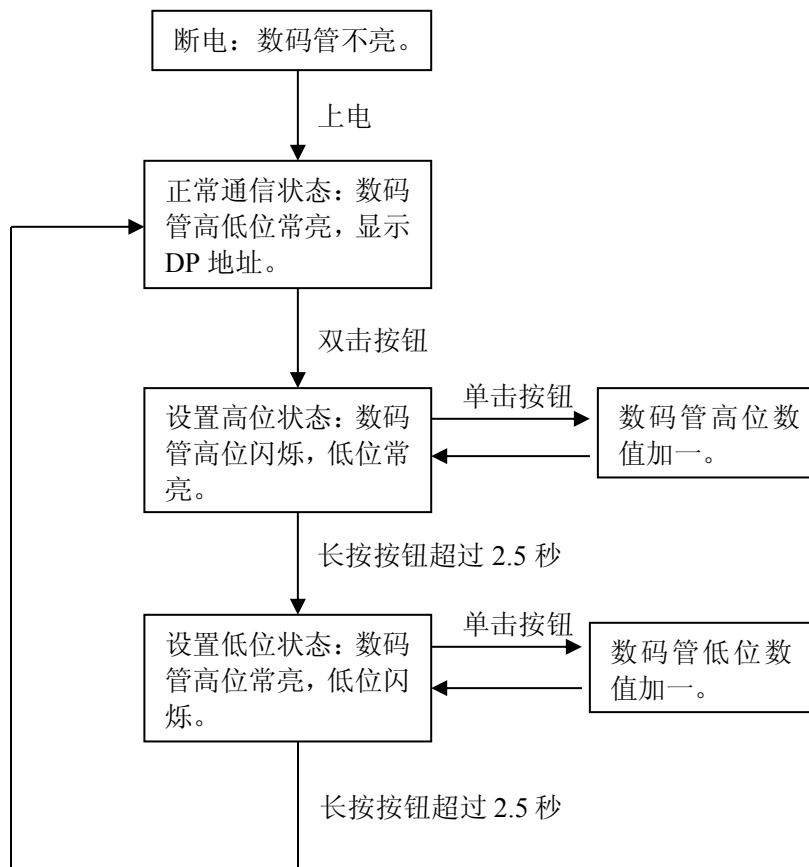 断电：数码管不亮。
上电
正常通信状态：数码
管高低位常亮，显示
DP 地址。
双击按钮
设置高位状态：数码
管高位闪烁，低位常
亮。
单击按钮
数码管高位数
值加一。
长按按钮超过 2.5 秒
设置低位状态：数码
管高位常亮，低位闪
烁。
单击按钮
数码管低位数
值加一。
长按按钮超过 2.5 秒